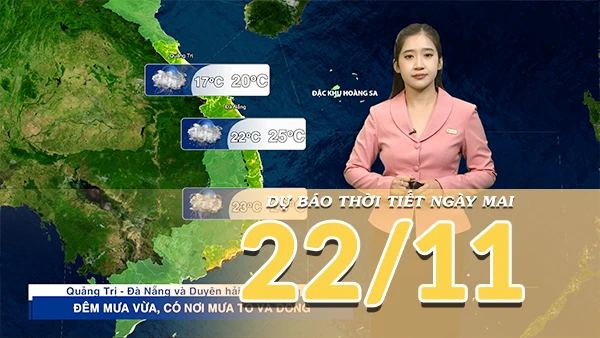 Quảng Trị
17°C 20°C
ĐẶC KHU HOÀNG SA
Đà Nẵng
22°C 25°C
23°C
DỰ BÁO THỜI TIẾT NGÀY MAI
22/11
Quảng Trị - Đà Nẵng và Duyên hải
ĐÊM MƯA VỪA, CÓ NƠI MƯA TO VÀ DÔNG